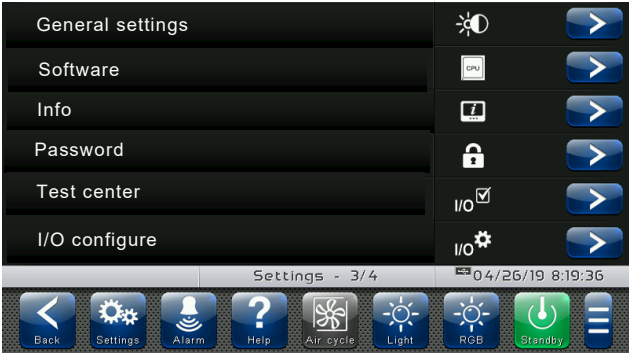 General settings
Software
CPU
Info
i
Password
Test center
I/O
I/O configure
I/O
Settings - 3/4
04/26/19 8:19:36
Back
Settings
Alarm
?
Help
Air cycle
Light
RGB
Standby